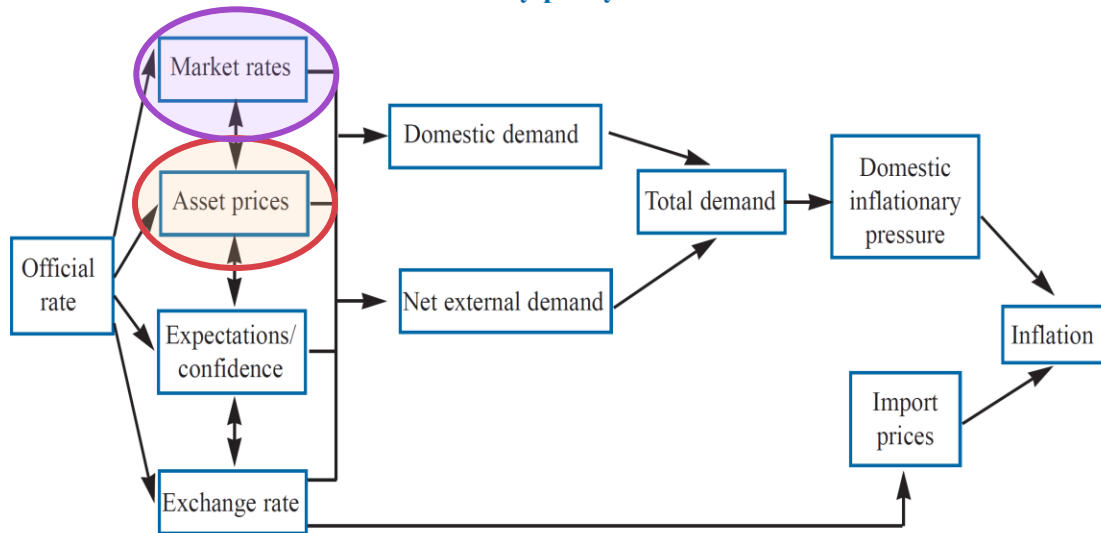 Market rates
Asset prices
Official
rate
Expectations/
confidence
Exchange rate
Domestic demand
Net external demand
Total demand
Domestic
inflationary
pressure
Import
prices
Inflation